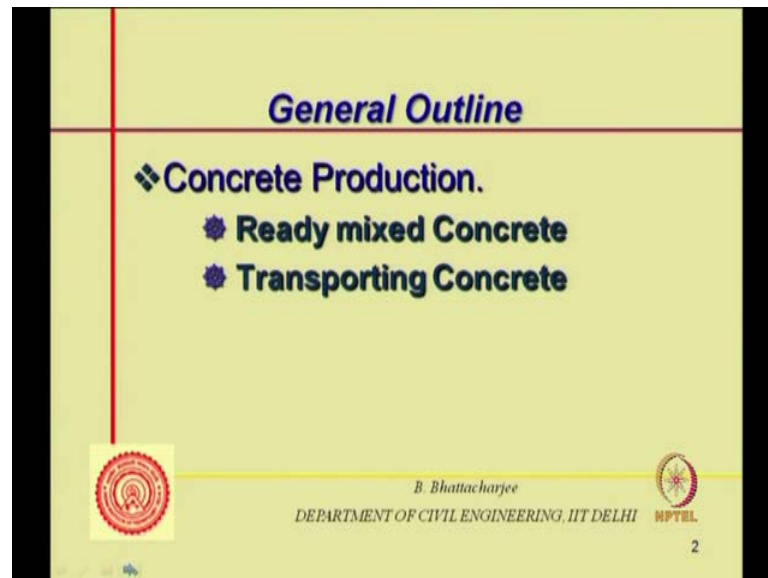 General Outline
Concrete Production.
Ready mixed Concrete
Transporting Concrete
B. Bhattacharjee
DEPARTMENT OF CIVIL ENGINEERING, IIT DELHI
NPTEL
2